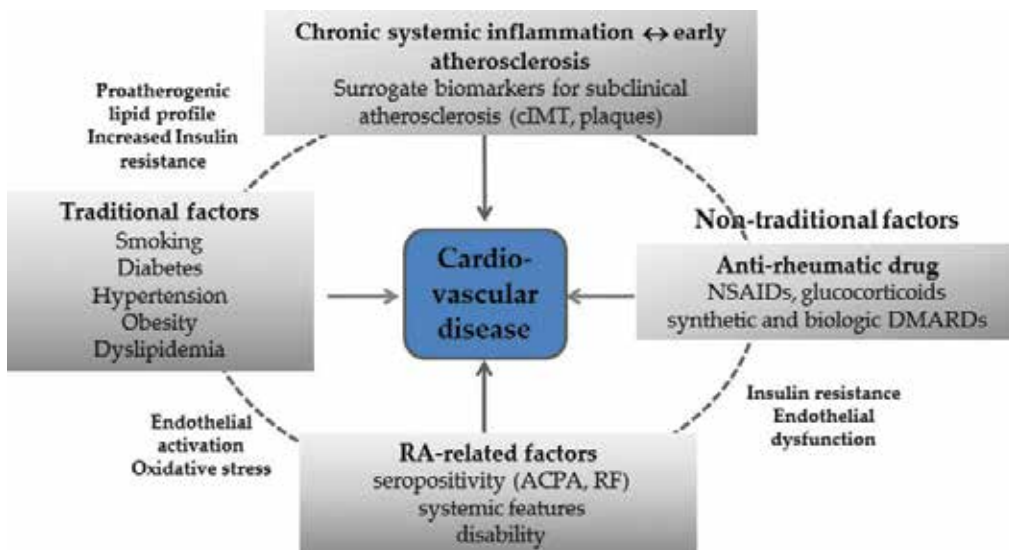 Chronic systemic inflammation ↔ early
atherosclerosis
Surrogate biomarkers for subclinical
atherosclerosis (cIMT, plaques)
Proatherogenic
lipid profile
Increased Insulin
resistance
Traditional factors
Smoking
Diabetes
Hypertension
Obesity
Dyslipidemia
Cardio-
vascular
disease
Non-traditional factors
Anti-rheumatic drug
NSAIDs, glucocorticoids
synthetic and biologic DMARDs
Endothelial
activation
Oxidative stress
Insulin resistance
Endothelial
dysfunction
RA-related factors
seropositivity (ACPA, RF)
systemic features
disability